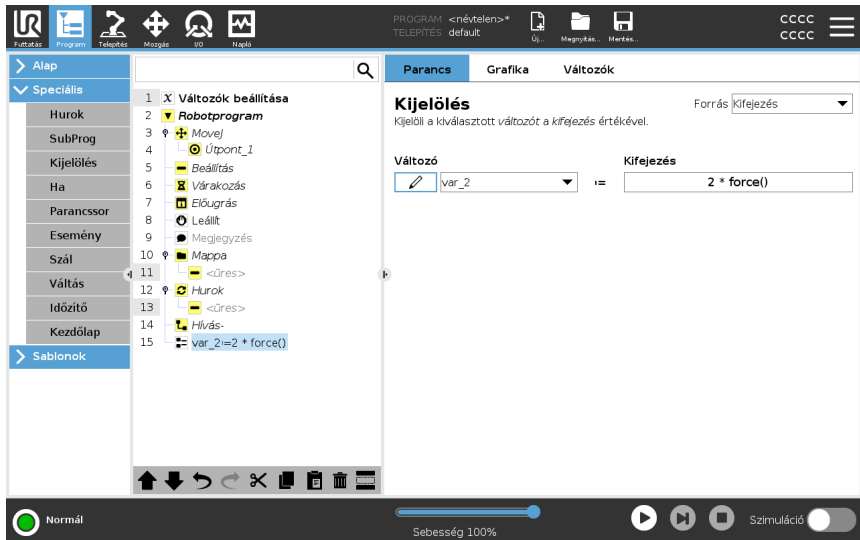 UR
Futtatás
Program
Telepítés
Mozgás
I/O
Napló
PROGRAM <névtelen>*
TELEPÍTÉS default
Új...
Megnyitás...
Mentés...
CCCC
CCCC
Alap
Speciális
Hurok
SubProg
Kijelölés
Ha
Parancssor
Esemény
Szál
Váltás
Időzítő
Kezdőlap
Sablonok
1 X Változók beállítása
2 Robotprogram
3 MoveJ
4 Útpont_1
5 Beállítás
6 Várakozás
7 Előugrás
8 Leállít
9 Megjegyzés
10 Mappa
11 <üres>
12 Hurok
13 <üres>
14 Hívás-
15 var_2≔2 * force()
Parancs
Grafika
Változók
Kijelölés
Forrás Kifejezés
Kijelöli a kiválasztott változót a kifejezés értékével.
Változó
Kifejezés
var_2
≔
2 * force()
Normál
Sebesség 100%
Szimuláció